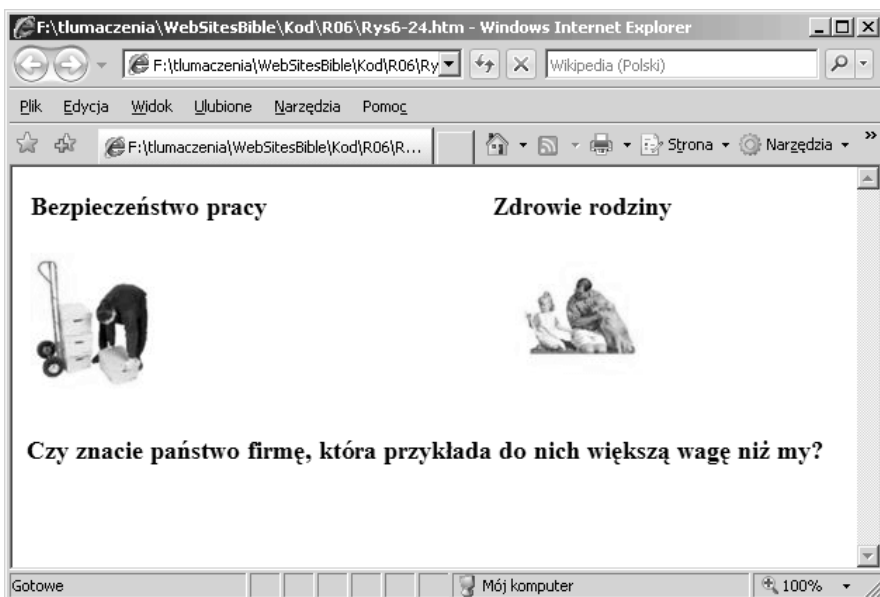 F:\tlumaczenia\WebSitesBible\Kod\R06\Rys6-24.htm - Windows Internet Explorer
F:\tlumaczenia\WebSitesBible\Kod\R06\Ry
Wikipedia (Polski)
Plik Edycja Widok Ulubione Narzędzia Pomoc
F:\tlumaczenia\WebSitesBible\Kod\R06\R...
Strona
Narzędzia
»
Bezpieczeństwo pracy
Zdrowie rodziny
Czy znacie państwo firmę, która przykłada do nich większą wagę niż my?
Gotowe
Mój komputer
100%